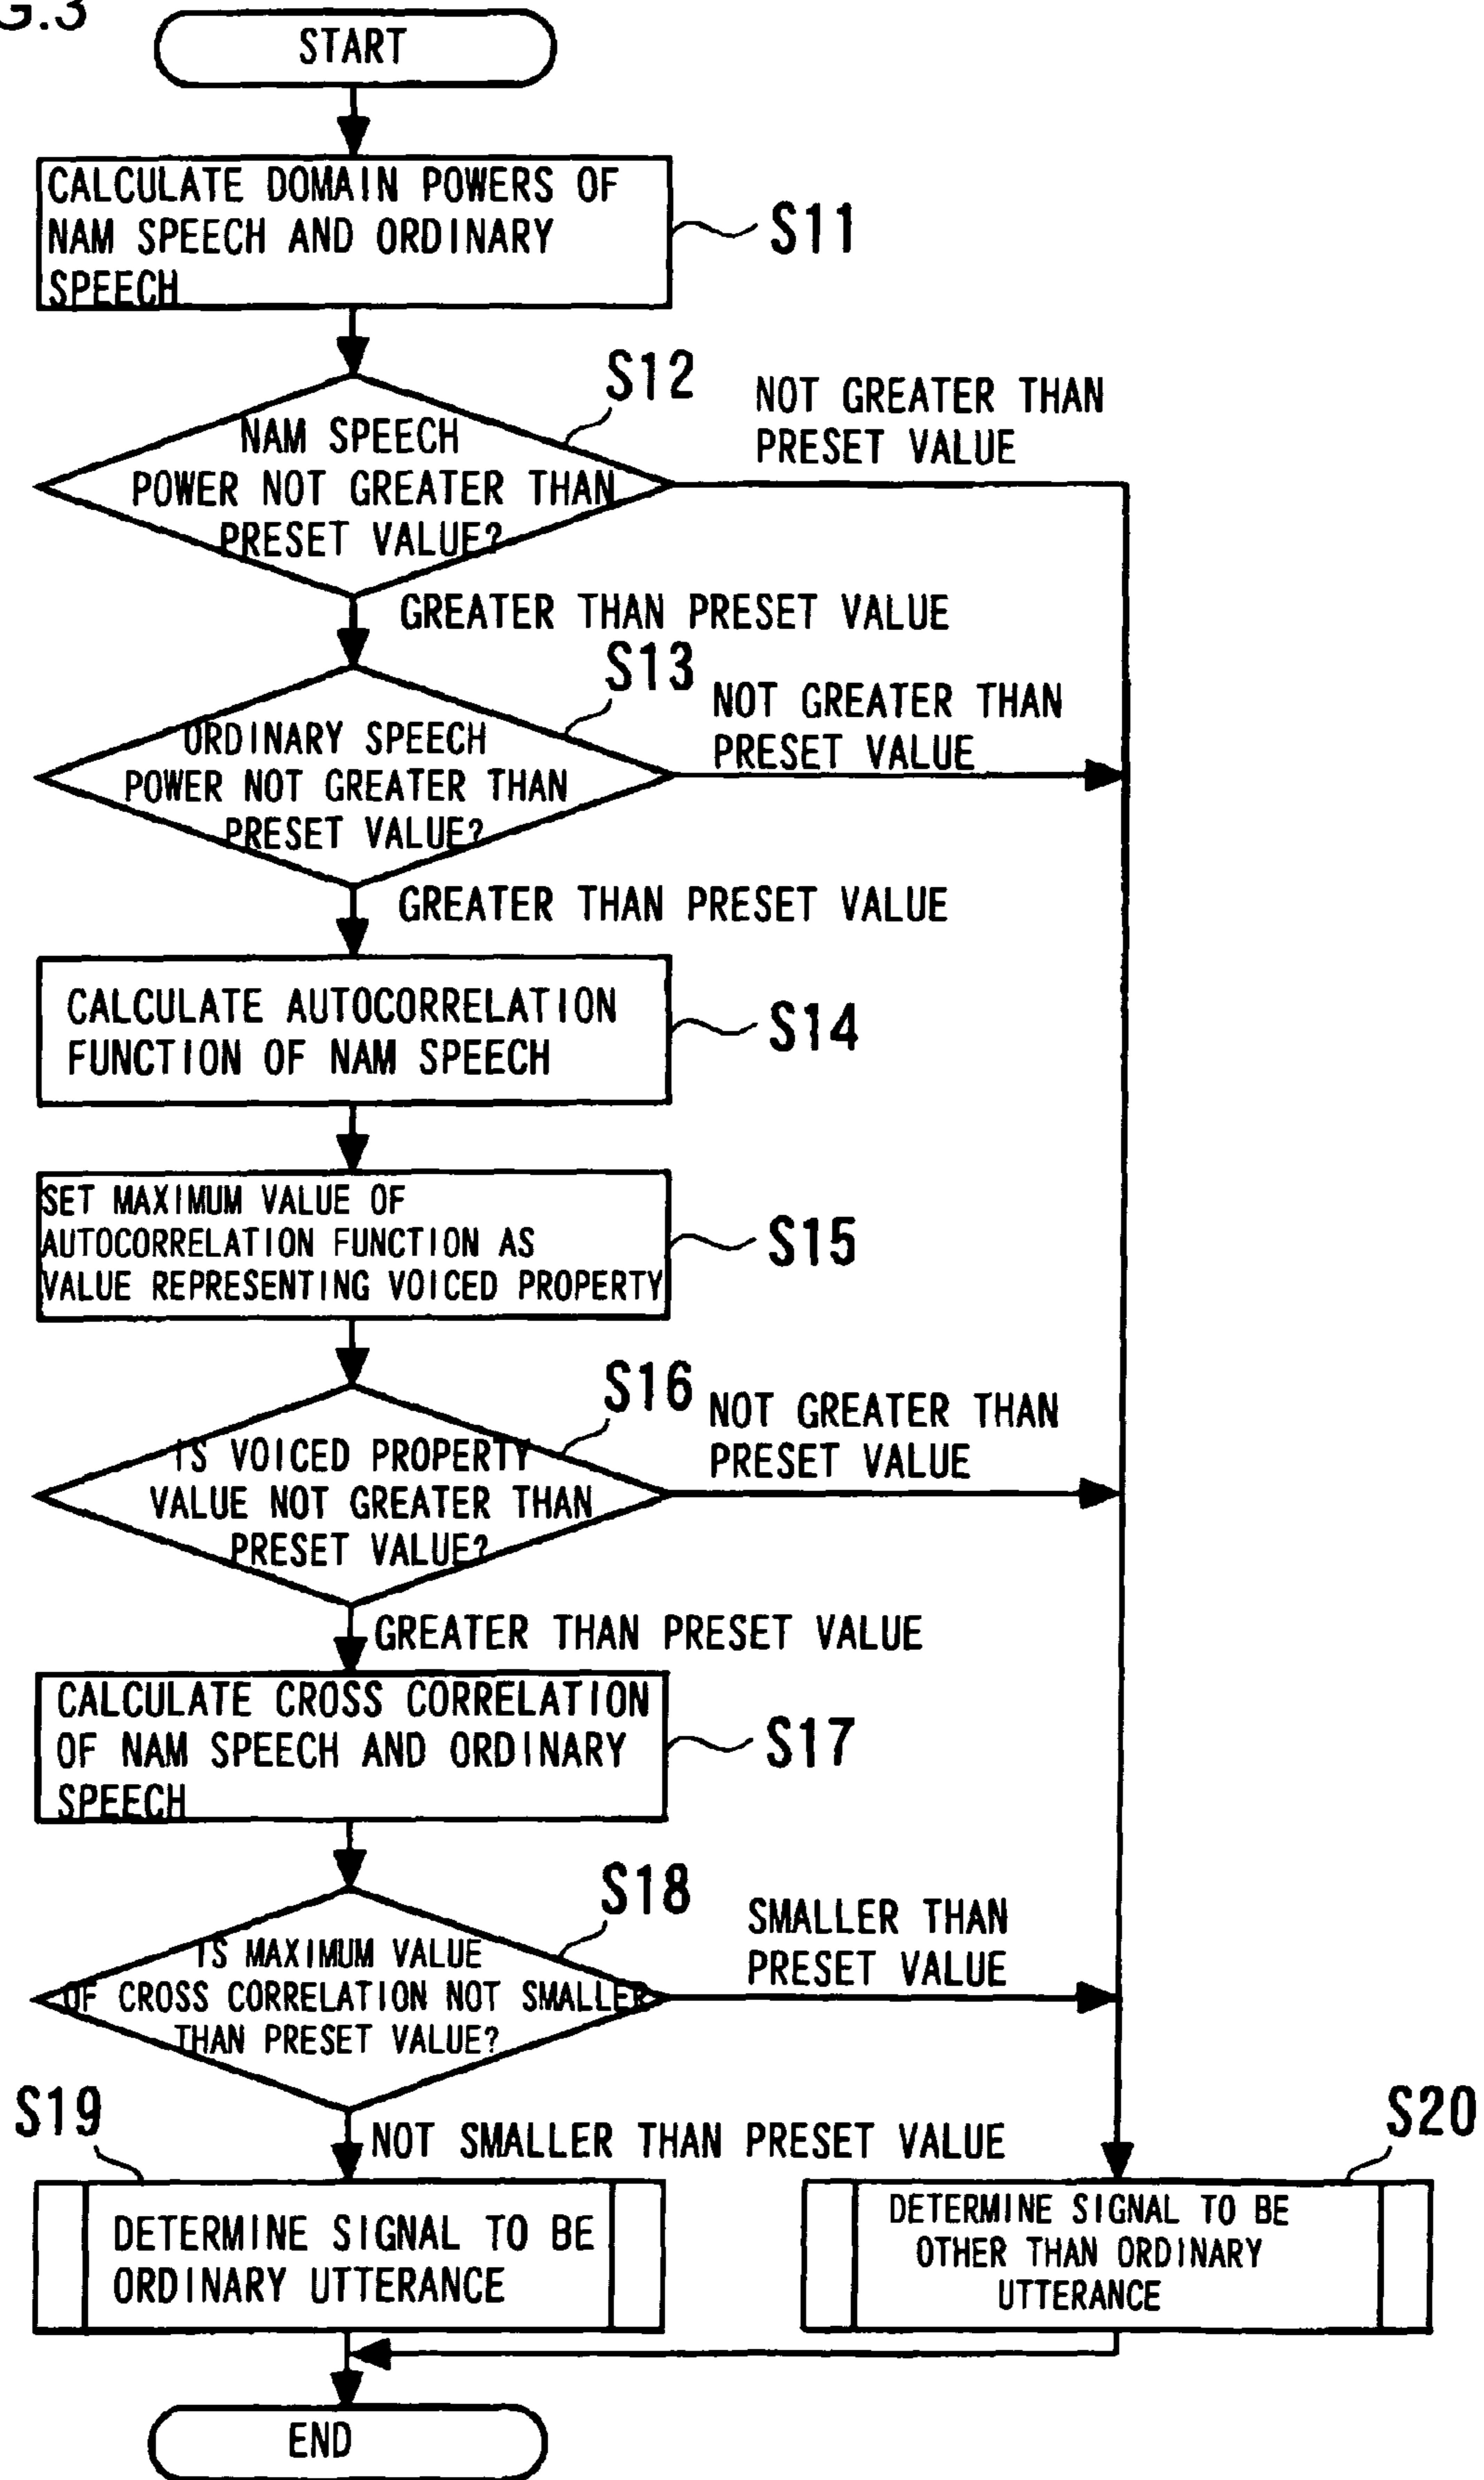 G.3
START
CALCULATE DOMAIN POWERS OF
NAM SPEECH AND ORDINARY
SPEECH
S11
S12
NAM SPEECH
POWER NOT GREATER THAN
PRESET VALUE?
NOT GREATER THAN
PRESET VALUE
GREATER THAN PRESET VALUE
S13
ORDINARY SPEECH
POWER NOT GREATER THAN
PRESET VALUE?
NOT GREATER THAN
PRESET VALUE
GREATER THAN PRESET VALUE
CALCULATE AUTOCORRELATION
FUNCTION OF NAM SPEECH
S14
SET MAXIMUM VALUE OF
AUTOCORRELATION FUNCTION AS
VALUE REPRESENTING VOICED PROPERTY
S15
S16
IS VOICED PROPERTY
VALUE NOT GREATER THAN
PRESET VALUE?
NOT GREATER THAN
PRESET VALUE
GREATER THAN PRESET VALUE
CALCULATE CROSS CORRELATION
OF NAM SPEECH AND ORDINARY
SPEECH
S17
S18
IS MAXIMUM VALUE
OF CROSS CORRELATION NOT SMALLER
THAN PRESET VALUE?
SMALLER THAN
PRESET VALUE
NOT SMALLER THAN PRESET VALUE
S19
DETERMINE SIGNAL TO BE
ORDINARY UTTERANCE
S20
DETERMINE SIGNAL TO BE
OTHER THAN ORDINARY
UTTERANCE
END